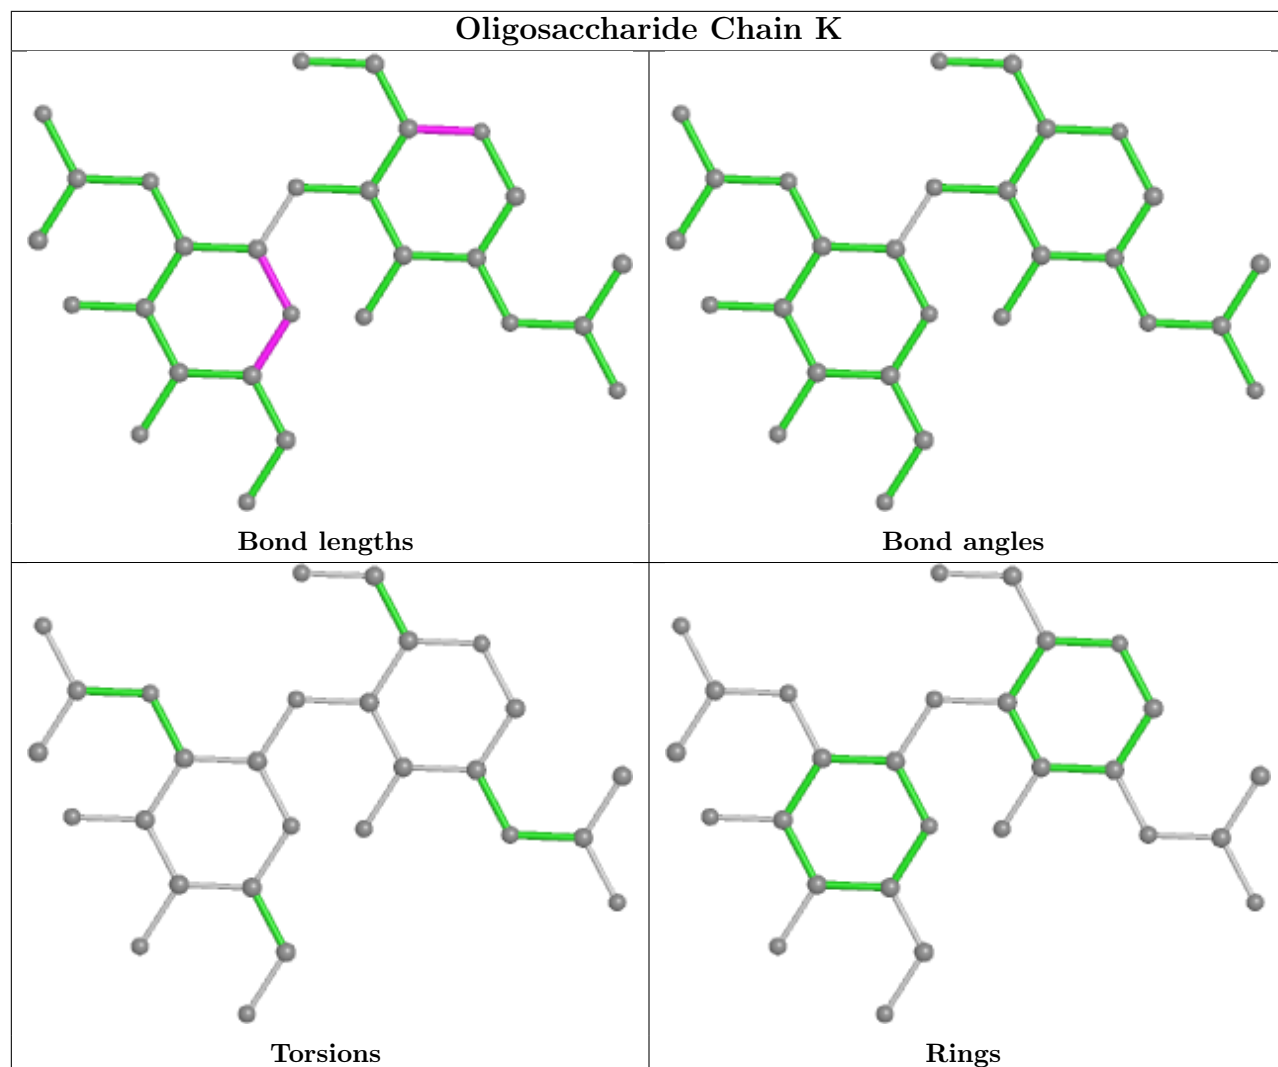 Oligosaccharide Chain K
Bond lengths
Bond angles
Torsions
Rings